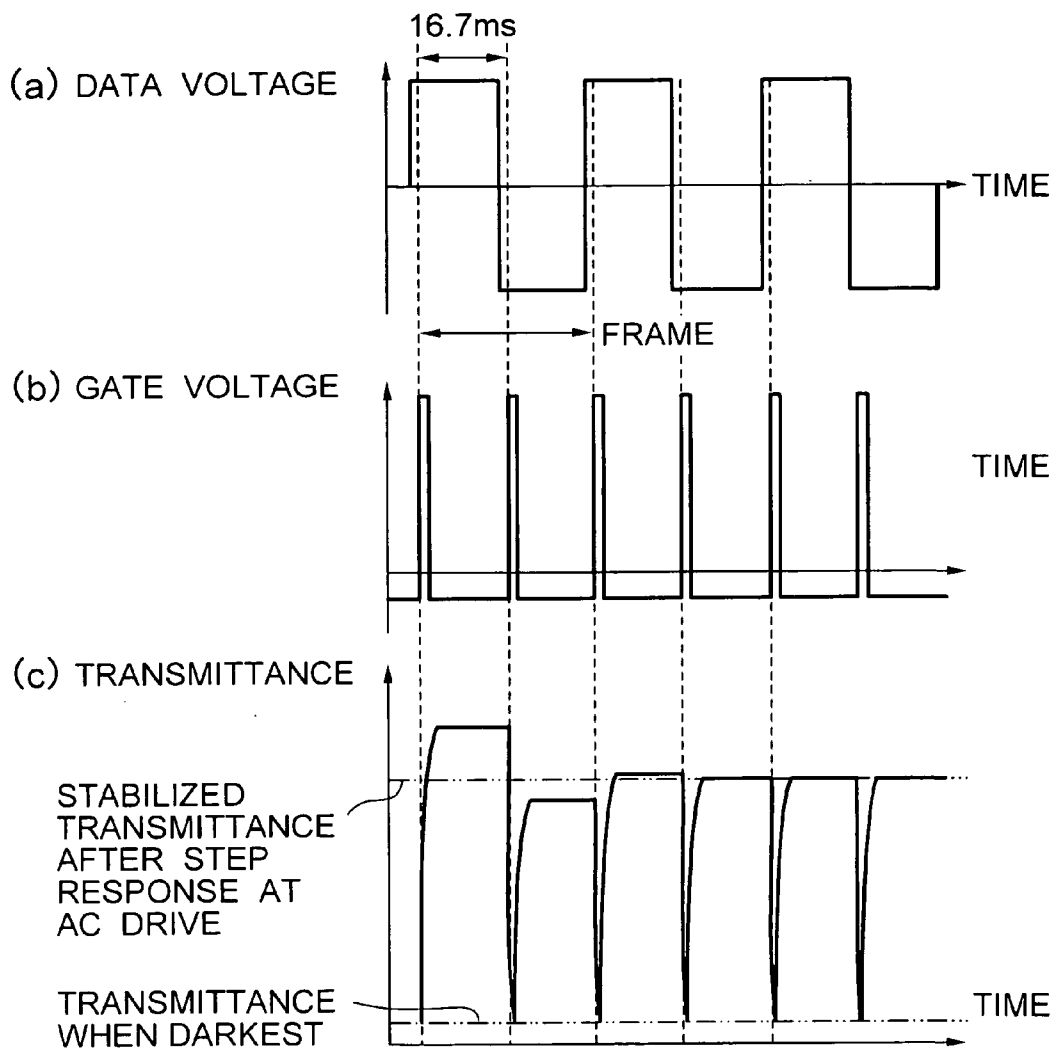 16.7ms
(a) DATA VOLTAGE
TIME
FRAME
(b) GATE VOLTAGE
TIME
(c) TRANSMITTANCE
STABILIZED
TRANSMITTANCE
AFTER STEP
RESPONSE AT
AC DRIVE
TRANSMITTANCE
WHEN DARKEST
TIME